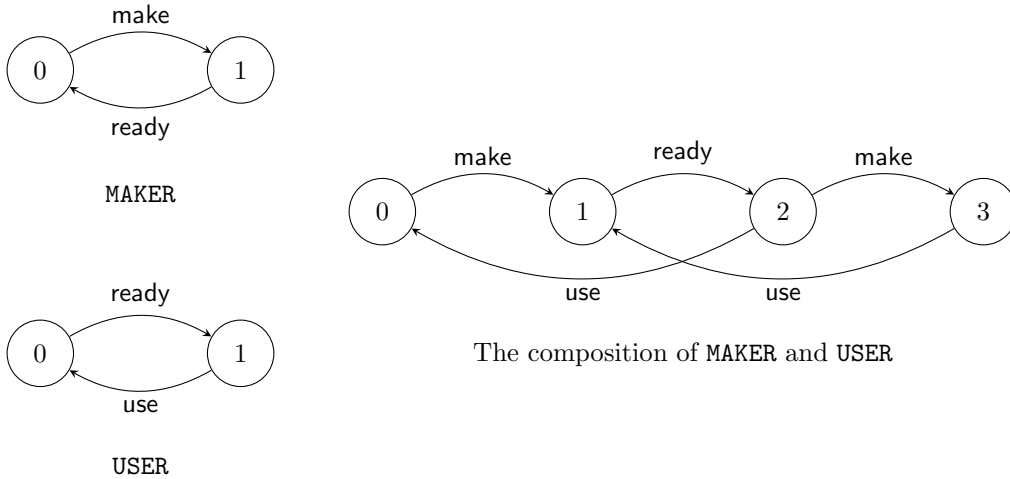 make
0
1
ready
MAKER
ready
0
1
use
USER
make
ready
make
0
1
2
3
use
use
The composition of MAKER and USER